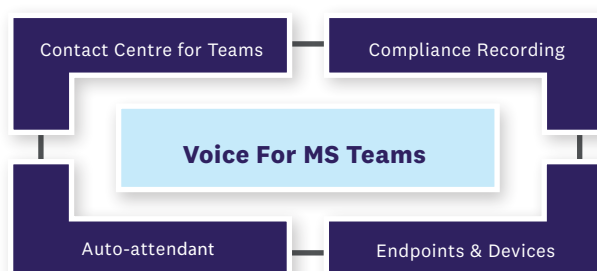 Contact Centre for Teams
Compliance Recording
Voice For MS Teams
Auto-attendant
Endpoints & Devices